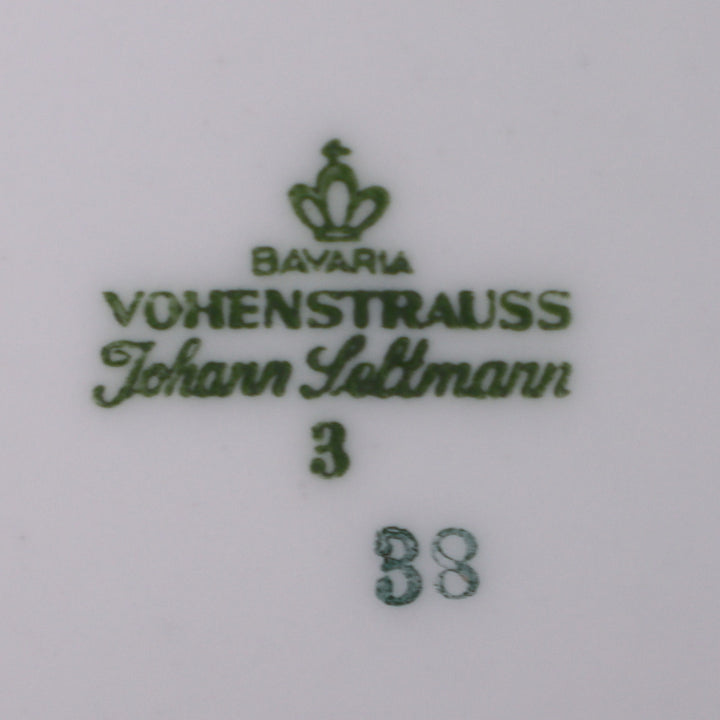 BAVARIA
VOHENSTRAUSS
Johann Seltmann
3
38